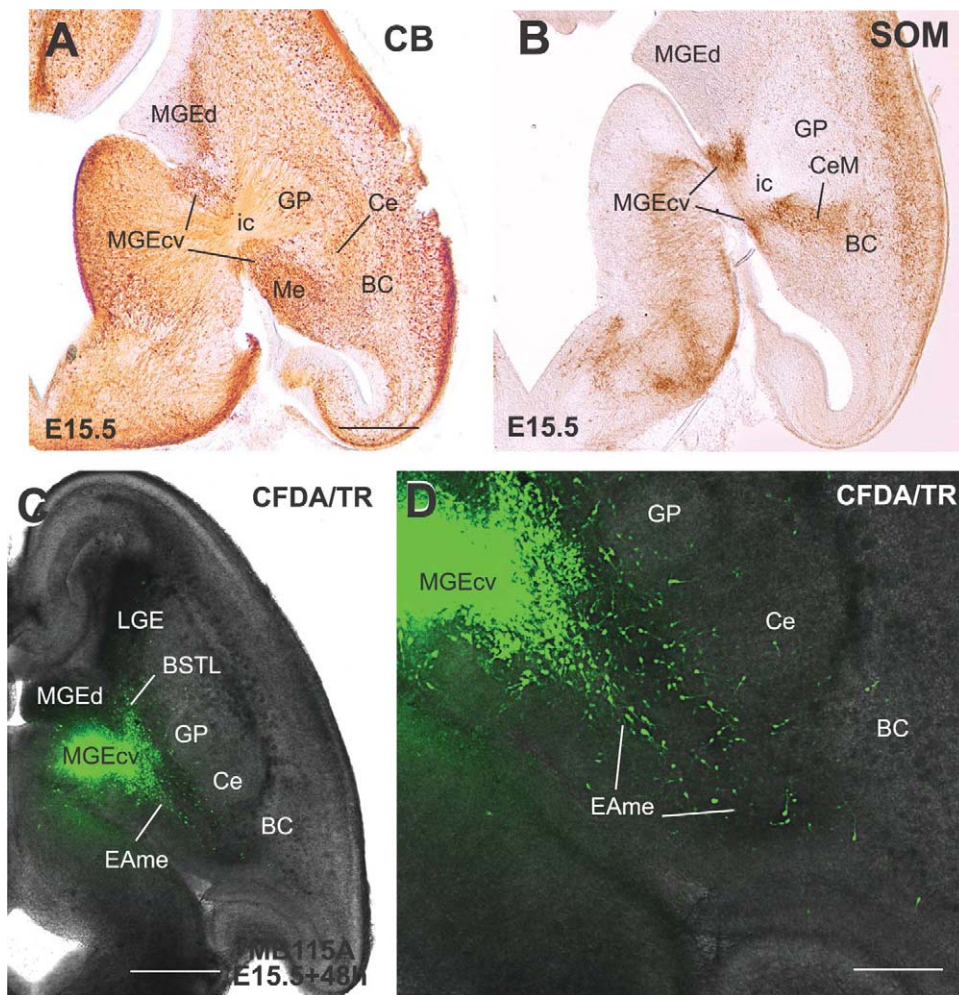 A
CB
MGEd
GP
Ce
MGEcv
ic
Me
BC
E15.5
B
SOM
MGEd
GP
CeM
ic
MGEcv
BC
E15.5
C
CFDA/TR
LGE
BSTL
MGEd
GP
MGEcv
Ce
BC
EAme
MB115A
E15.5+48h
D
CFDA/TR
GP
MGEcv
Ce
BC
EAme